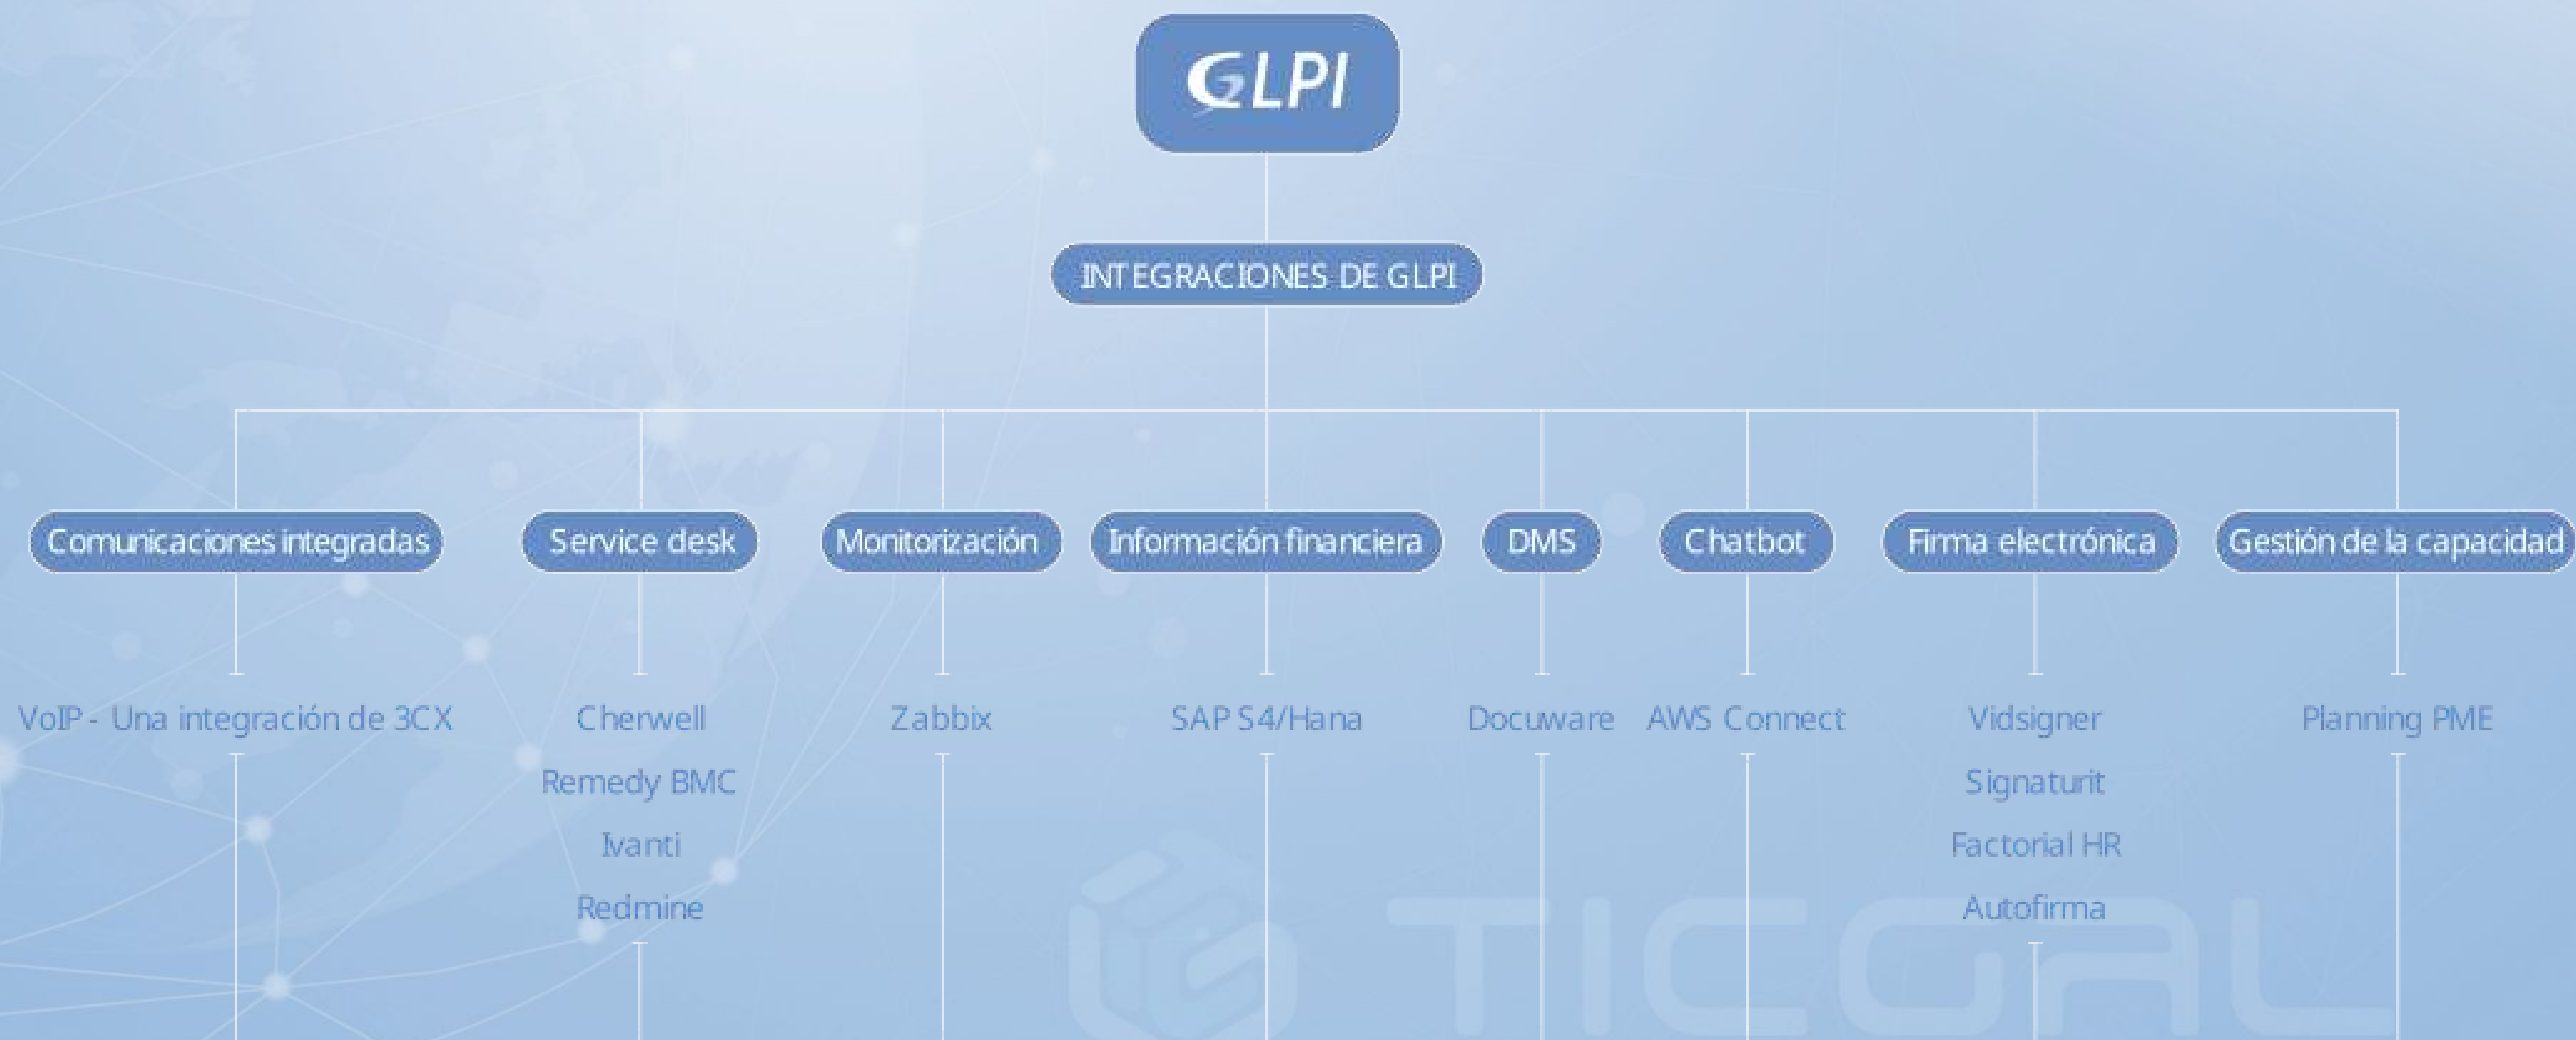 GLPI
INTEGRACIONES DE GLPI
Comunicaciones integradas
Service desk
Monitorización
Información financiera
DMS
Chatbot
Firma electrónica
Gestión de la capacidad
VoIP - Una integración de 3CX
Cherwell
Remedy BMC
Ivanti
Redmine
Zabbix
SAP S4/Hana
Docuware
AWS Connect
Vidsigner
Signaturit
Factorial HR
Autofirma
Planning PME
TICGAL